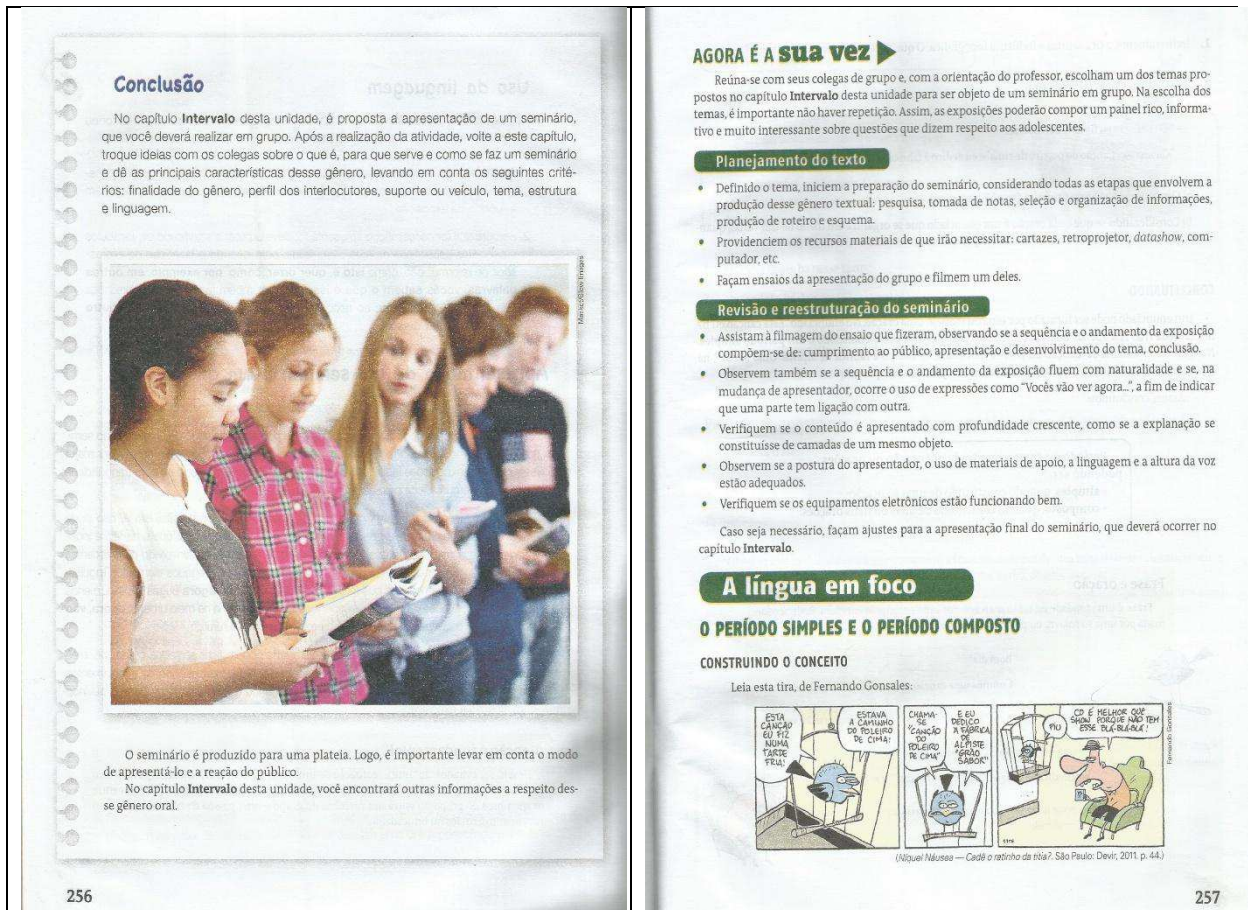 Conclusão
No capítulo Intervalo desta unidade, é proposta a apresentação de um seminário,
que você deverá realizar em grupo. Após a realização da atividade, volte a este capítulo,
troque ideias com os colegas sobre o que é, para que serve e como se faz um seminário
e dê as principais características desse gênero, levando em conta os seguintes crité-
rios: finalidade do gênero, perfil dos interlocutores, suporte ou veículo, tema, estrutura
e linguagem.
O seminário é produzido para uma plateia. Logo, é importante levar em conta o modo
de apresentá-lo e a reação do público.
No capítulo Intervalo desta unidade, você encontrará outras informações a respeito des-
se gênero oral.
256
AGORA É A sua vez
Reúna-se com seus colegas de grupo e, com a orientação do professor, escolham um dos temas pro-
postos no capítulo Intervalo desta unidade para ser objeto de um seminário em grupo. Na escolha dos
temas, é importante não haver repetição. Assim, as exposições poderão compor um painel rico, informa-
tivo e muito interessante sobre questões que dizem respeito aos adolescentes.
Planejamento do texto
• Definido o tema, iniciem a preparação do seminário, considerando todas as etapas que envolvem a
produção desse gênero textual: pesquisa, tomada de notas, seleção e organização de informações,
produção de roteiro e esquema.
• Providenciem os recursos materiais de que irão necessitar: cartazes, retroprojetor, datashow, com-
putador, etc.
• Façam ensaios da apresentação do grupo e filmem um deles.
Revisão e reestruturação do seminário
• Assistam à filmagem do ensaio que fizeram, observando se a sequência e o andamento da exposição
compõem-se de: cumprimento ao público, apresentação e desenvolvimento do tema, conclusão.
• Observem também se a sequência e o andamento da exposição fluem com naturalidade e se, na
mudança de apresentador, ocorre o uso de expressões como "Vocês vão ver agora...", a fim de indicar
que uma parte tem ligação com outra.
• Verifiquem se o conteúdo é apresentado com profundidade crescente, como se a explanação se
constituísse de camadas de um mesmo objeto.
• Observem se a postura do apresentador, o uso de materiais de apoio, a linguagem e a altura da voz
estão adequados.
• Verifiquem se os equipamentos eletrônicos estão funcionando bem.
Caso seja necessário, façam ajustes para a apresentação final do seminário, que deverá ocorrer no
capítulo Intervalo.
A língua em foco
O PERÍODO SIMPLES E O PERÍODO COMPOSTO
CONSTRUINDO O CONCEITO
Leia esta tira, de Fernando Gonsales:
ESTA
CANÇÃO
EU FIZ
NUMA
TARDE
FRIA!
ESTAVA
A CAMINHO
DO POLEIRO
DE CIMA!
CHAMA-
SE
"CANÇÃO
DO
POLEIRO
DE CIMA"
E EU
DEDICO
À FÁBRICA
DE
ALPISTE
"GRÃO
SABOR"
PIU
CD É MELHOR QUE
SHOW PORQUE NÃO TEM
ESSE BLÁ-BLÁ-BLÁ!
Fernando Gonsales
(Níquel Náusea — Cadê o ratinho da titia?. São Paulo: Devir, 2011. p. 44.)
257